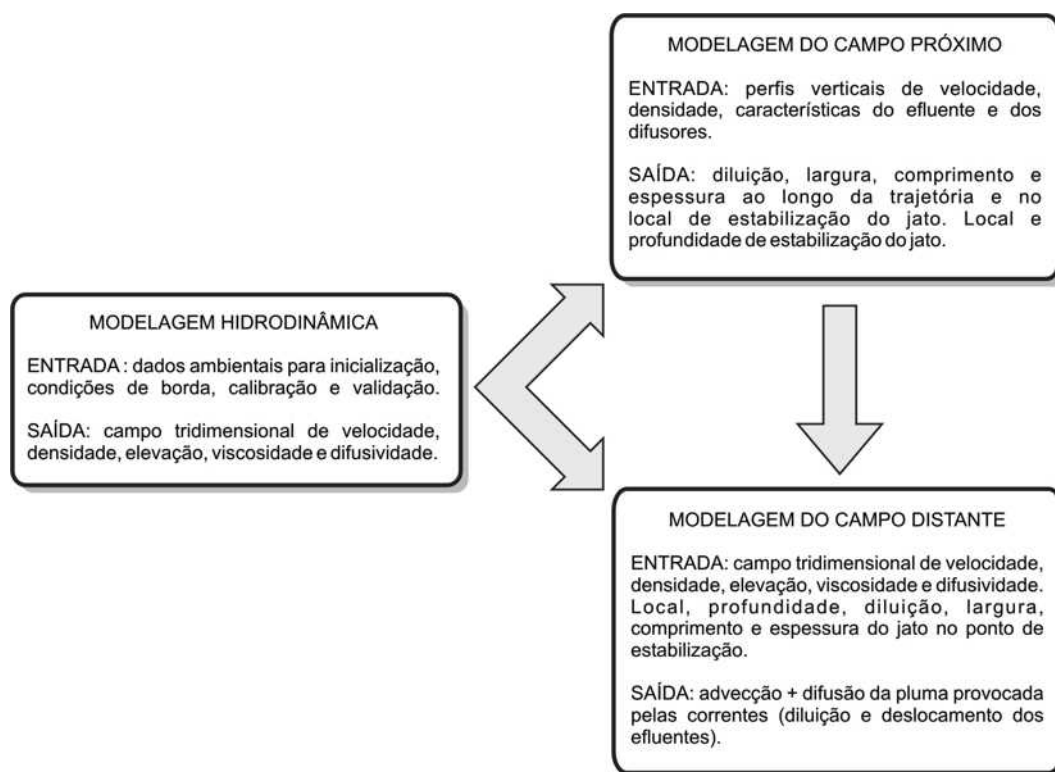 MODELAGEM DO CAMPO PRÓXIMO
ENTRADA: perfis verticais de velocidade,
densidade, características do efluente e dos
difusores.
SAÍDA: diluição, largura, comprimento e
espessura ao longo da trajetória e no
local de estabilização do jato. Local e
profundidade de estabilização do jato.
MODELAGEM HIDRODINÂMICA
ENTRADA : dados ambientais para inicialização,
condições de borda, calibração e validação.
SAÍDA: campo tridimensional de velocidade,
densidade, elevação, viscosidade e difusividade.
MODELAGEM DO CAMPO DISTANTE
ENTRADA: campo tridimensional de velocidade,
densidade, elevação, viscosidade e difusividade.
Local, profundidade, diluição, largura,
comprimento e espessura do jato no ponto de
estabilização.
SAÍDA: advecção + difusão da pluma provocada
pelas correntes (diluição e deslocamento dos
efluentes).